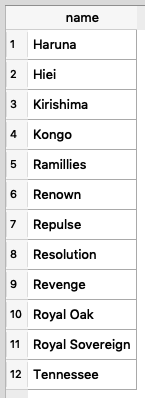 name
1 Haruna
2 Hiei
3 Kirishima
4 Kongo
5 Ramillies
6 Renown
7 Repulse
8 Resolution
9 Revenge
10 Royal Oak
11 Royal Sovereign
12 Tennessee